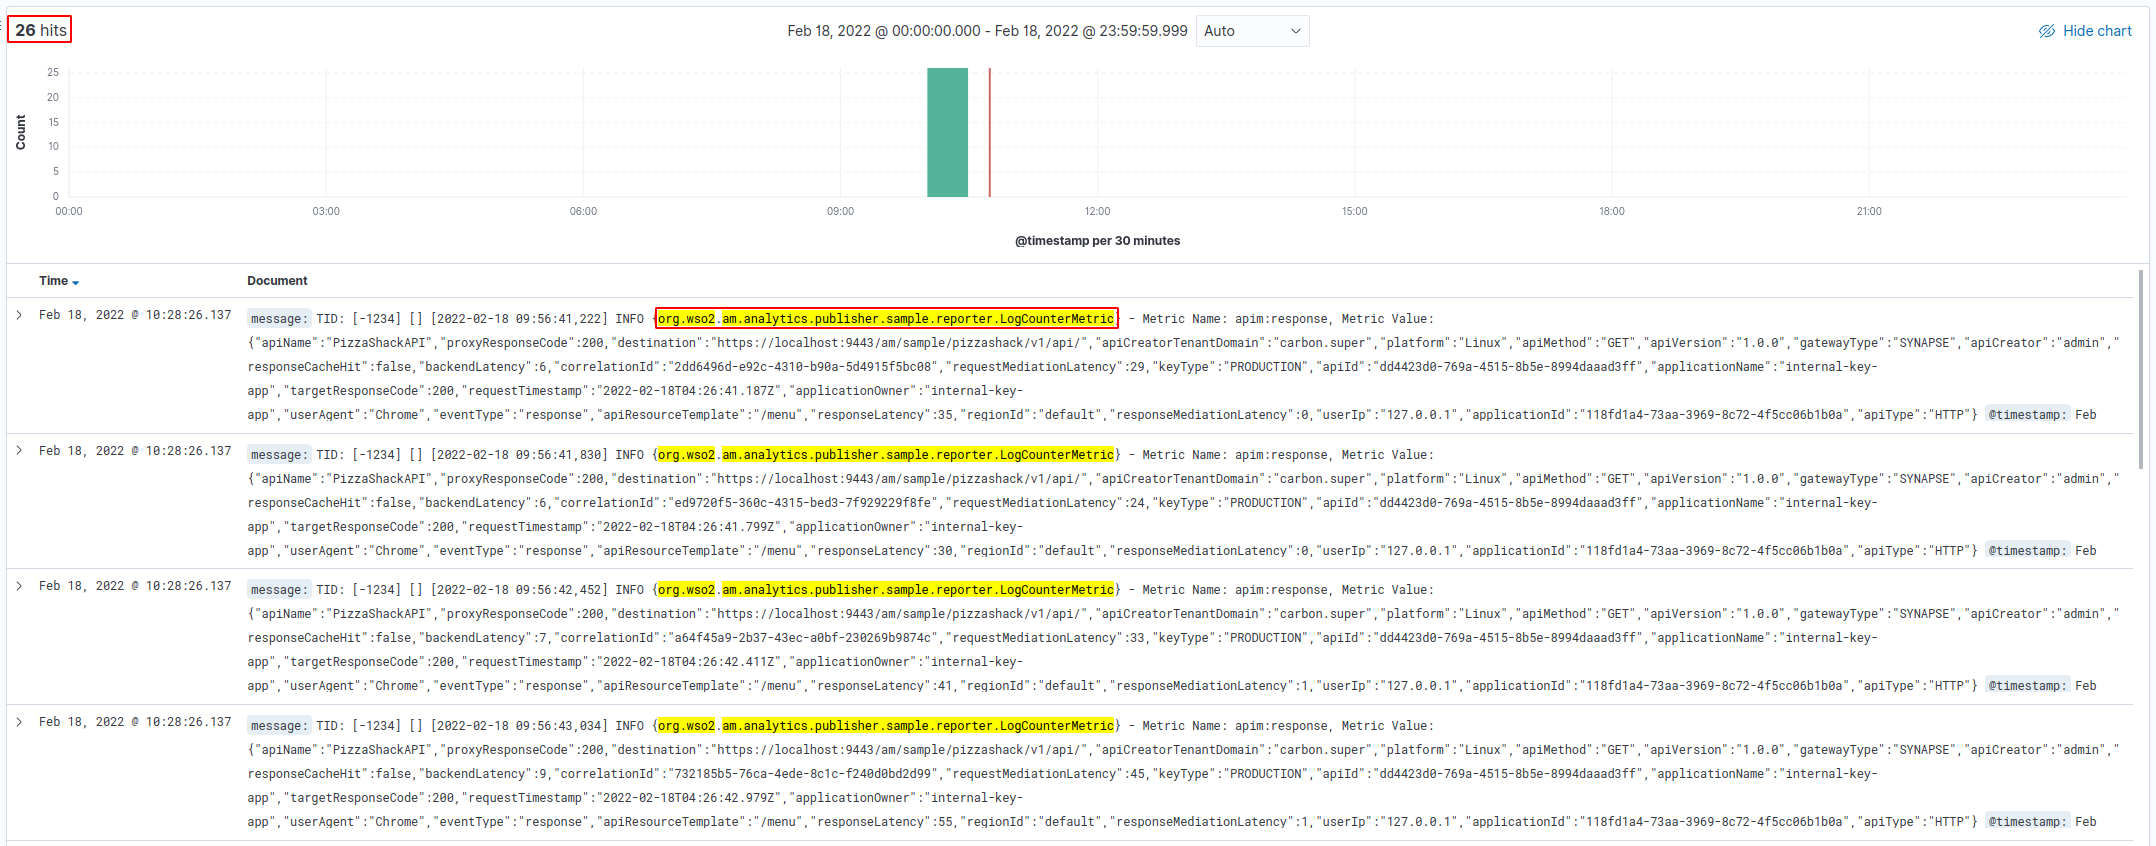 26 hits
Feb 18, 2022 @ 00:00:00.000 - Feb 18, 2022 @ 23:59:59.999
Auto
Hide chart
25
20
15
10
5
0
Count
00:00 03:00 06:00 09:00 12:00 15:00 18:00 21:00
@timestamp per 30 minutes
Time Document
Feb 18, 2022 @ 10:28:26.137 message: TID: [-1234] [] [2022-02-18 09:56:41,222] INFO {org.wso2.am.analytics.publisher.sample.reporter.LogCounterMetric} - Metric Name: apim:response, Metric Value:
{"apiName":"PizzaShackAPI","proxyResponseCode":200,"destination":"https://localhost:9443/am/sample/pizzashack/v1/api/","apiCreatorTenantDomain":"carbon.super","platform":"Linux","apiMethod":"GET","apiVersion":"1.0.0","gatewayType":"SYNAPSE","apiCreator":"admin","
responseCacheHit":false,"backendLatency":6,"correlationId":"2dd6496d-e92c-4310-b90a-5d4915f5bc08","requestMediationLatency":29,"keyType":"PRODUCTION","apiId":"dd4423d0-769a-4515-8b5e-8994daaad3ff","applicationName":"internal-key-
app","targetResponseCode":200,"requestTimestamp":"2022-02-18T04:26:41.187Z","applicationOwner":"internal-key-
app","userAgent":"Chrome","eventType":"response","apiResourceTemplate":"/menu","responseLatency":35,"regionId":"default","responseMediationLatency":0,"userIp":"127.0.0.1","applicationId":"118fd1a4-73aa-3969-8c72-4f5cc06b1b0a","apiType":"HTTP"} @timestamp: Feb
Feb 18, 2022 @ 10:28:26.137 message: TID: [-1234] [] [2022-02-18 09:56:41,830] INFO {org.wso2.am.analytics.publisher.sample.reporter.LogCounterMetric} - Metric Name: apim:response, Metric Value:
{"apiName":"PizzaShackAPI","proxyResponseCode":200,"destination":"https://localhost:9443/am/sample/pizzashack/v1/api/","apiCreatorTenantDomain":"carbon.super","platform":"Linux","apiMethod":"GET","apiVersion":"1.0.0","gatewayType":"SYNAPSE","apiCreator":"admin","
responseCacheHit":false,"backendLatency":6,"correlationId":"ed9720f5-360c-4315-bed3-7f929229f8fe","requestMediationLatency":24,"keyType":"PRODUCTION","apiId":"dd4423d0-769a-4515-8b5e-8994daaad3ff","applicationName":"internal-key-
app","targetResponseCode":200,"requestTimestamp":"2022-02-18T04:26:41.799Z","applicationOwner":"internal-key-
app","userAgent":"Chrome","eventType":"response","apiResourceTemplate":"/menu","responseLatency":30,"regionId":"default","responseMediationLatency":0,"userIp":"127.0.0.1","applicationId":"118fd1a4-73aa-3969-8c72-4f5cc06b1b0a","apiType":"HTTP"} @timestamp: Feb
Feb 18, 2022 @ 10:28:26.137 message: TID: [-1234] [] [2022-02-18 09:56:42,452] INFO {org.wso2.am.analytics.publisher.sample.reporter.LogCounterMetric} - Metric Name: apim:response, Metric Value:
{"apiName":"PizzaShackAPI","proxyResponseCode":200,"destination":"https://localhost:9443/am/sample/pizzashack/v1/api/","apiCreatorTenantDomain":"carbon.super","platform":"Linux","apiMethod":"GET","apiVersion":"1.0.0","gatewayType":"SYNAPSE","apiCreator":"admin","
responseCacheHit":false,"backendLatency":7,"correlationId":"a64f45a9-2b37-43ec-a0bf-230269b9874c","requestMediationLatency":33,"keyType":"PRODUCTION","apiId":"dd4423d0-769a-4515-8b5e-8994daaad3ff","applicationName":"internal-key-
app","targetResponseCode":200,"requestTimestamp":"2022-02-18T04:26:42.411Z","applicationOwner":"internal-key-
app","userAgent":"Chrome","eventType":"response","apiResourceTemplate":"/menu","responseLatency":41,"regionId":"default","responseMediationLatency":1,"userIp":"127.0.0.1","applicationId":"118fd1a4-73aa-3969-8c72-4f5cc06b1b0a","apiType":"HTTP"} @timestamp: Feb
Feb 18, 2022 @ 10:28:26.137 message: TID: [-1234] [] [2022-02-18 09:56:43,034] INFO {org.wso2.am.analytics.publisher.sample.reporter.LogCounterMetric} - Metric Name: apim:response, Metric Value:
{"apiName":"PizzaShackAPI","proxyResponseCode":200,"destination":"https://localhost:9443/am/sample/pizzashack/v1/api/","apiCreatorTenantDomain":"carbon.super","platform":"Linux","apiMethod":"GET","apiVersion":"1.0.0","gatewayType":"SYNAPSE","apiCreator":"admin","
responseCacheHit":false,"backendLatency":9,"correlationId":"732185b5-76ca-4ede-8c1c-f240d0bd2d99","requestMediationLatency":45,"keyType":"PRODUCTION","apiId":"dd4423d0-769a-4515-8b5e-8994daaad3ff","applicationName":"internal-key-
app","targetResponseCode":200,"requestTimestamp":"2022-02-18T04:26:42.979Z","applicationOwner":"internal-key-
app","userAgent":"Chrome","eventType":"response","apiResourceTemplate":"/menu","responseLatency":55,"regionId":"default","responseMediationLatency":1,"userIp":"127.0.0.1","applicationId":"118fd1a4-73aa-3969-8c72-4f5cc06b1b0a","apiType":"HTTP"} @timestamp: Feb